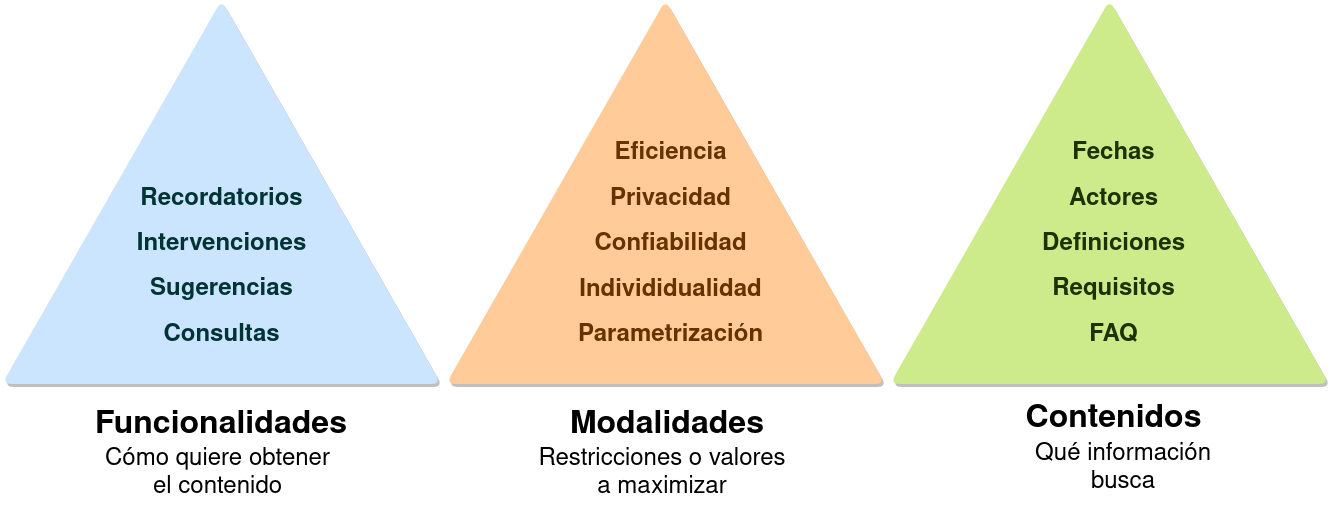 Recordatorios
Intervenciones
Sugerencias
Consultas
Funcionalidades
Cómo quiere obtener
el contenido
Eficiencia
Privacidad
Confiabilidad
Individidualidad
Parametrización
Modalidades
Restricciones o valores
a maximizar
Fechas
Actores
Definiciones
Requisitos
FAQ
Contenidos
Qué información
busca